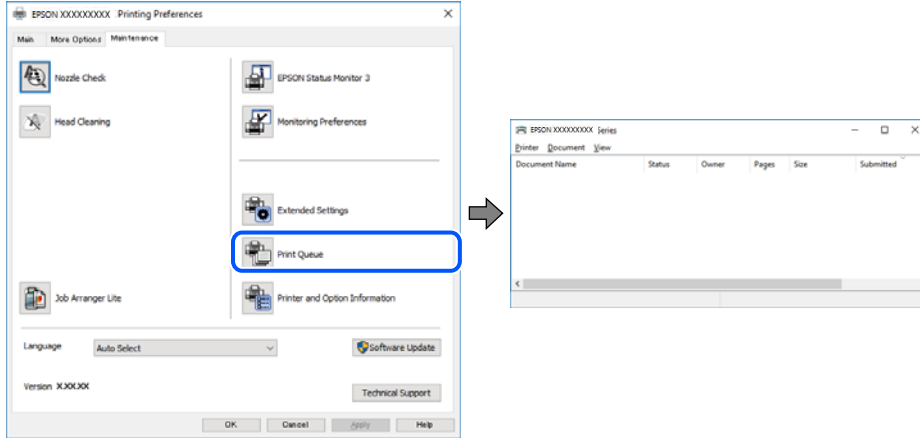 EPSON XXXXXXXXX Printing Preferences
Main More Options Maintenance
Nozzle Check
EPSON Status Monitor 3
Head Cleaning
Monitoring Preferences
Extended Settings
Print Queue
Job Arranger Lite
Printer and Option Information
Language Auto Select
Software Update
Version X.XX.XX
Technical Support
OK Cancel Apply Help
EPSON XXXXXXXXX Series
Printer Document View
Document Name Status Owner Pages Size Submitted